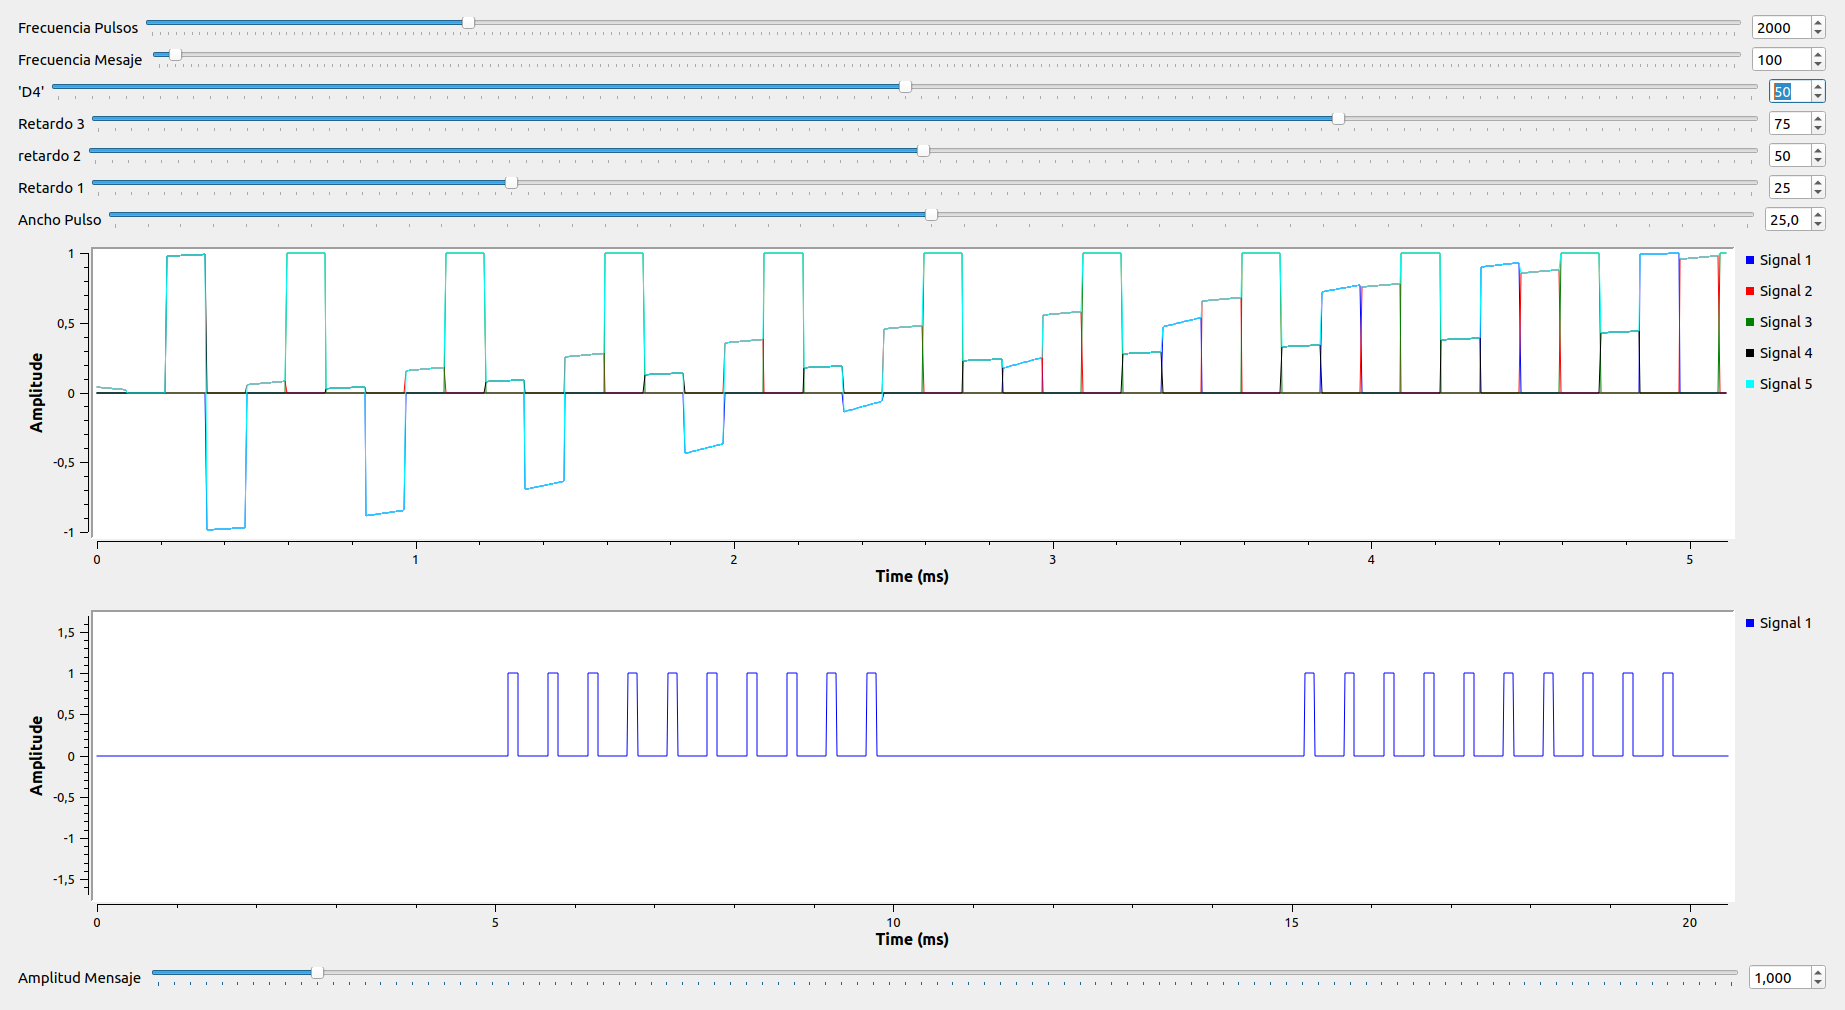 Frecuencia Pulsos 2000
Frecuencia Mesaje 100
'D4' 50
Retardo 3 75
retardo 2 50
Retardo 1 25
Ancho Pulso 25,0
1
0,5
0
-0,5
-1
Amplitude
0 1 2 3 4 5
Time (ms)
Signal 1
Signal 2
Signal 3
Signal 4
Signal 5
1,5
1
0,5
0
-0,5
-1
-1,5
Amplitude
0 5 10 15 20
Time (ms)
Signal 1
Amplitud Mensaje 1,000